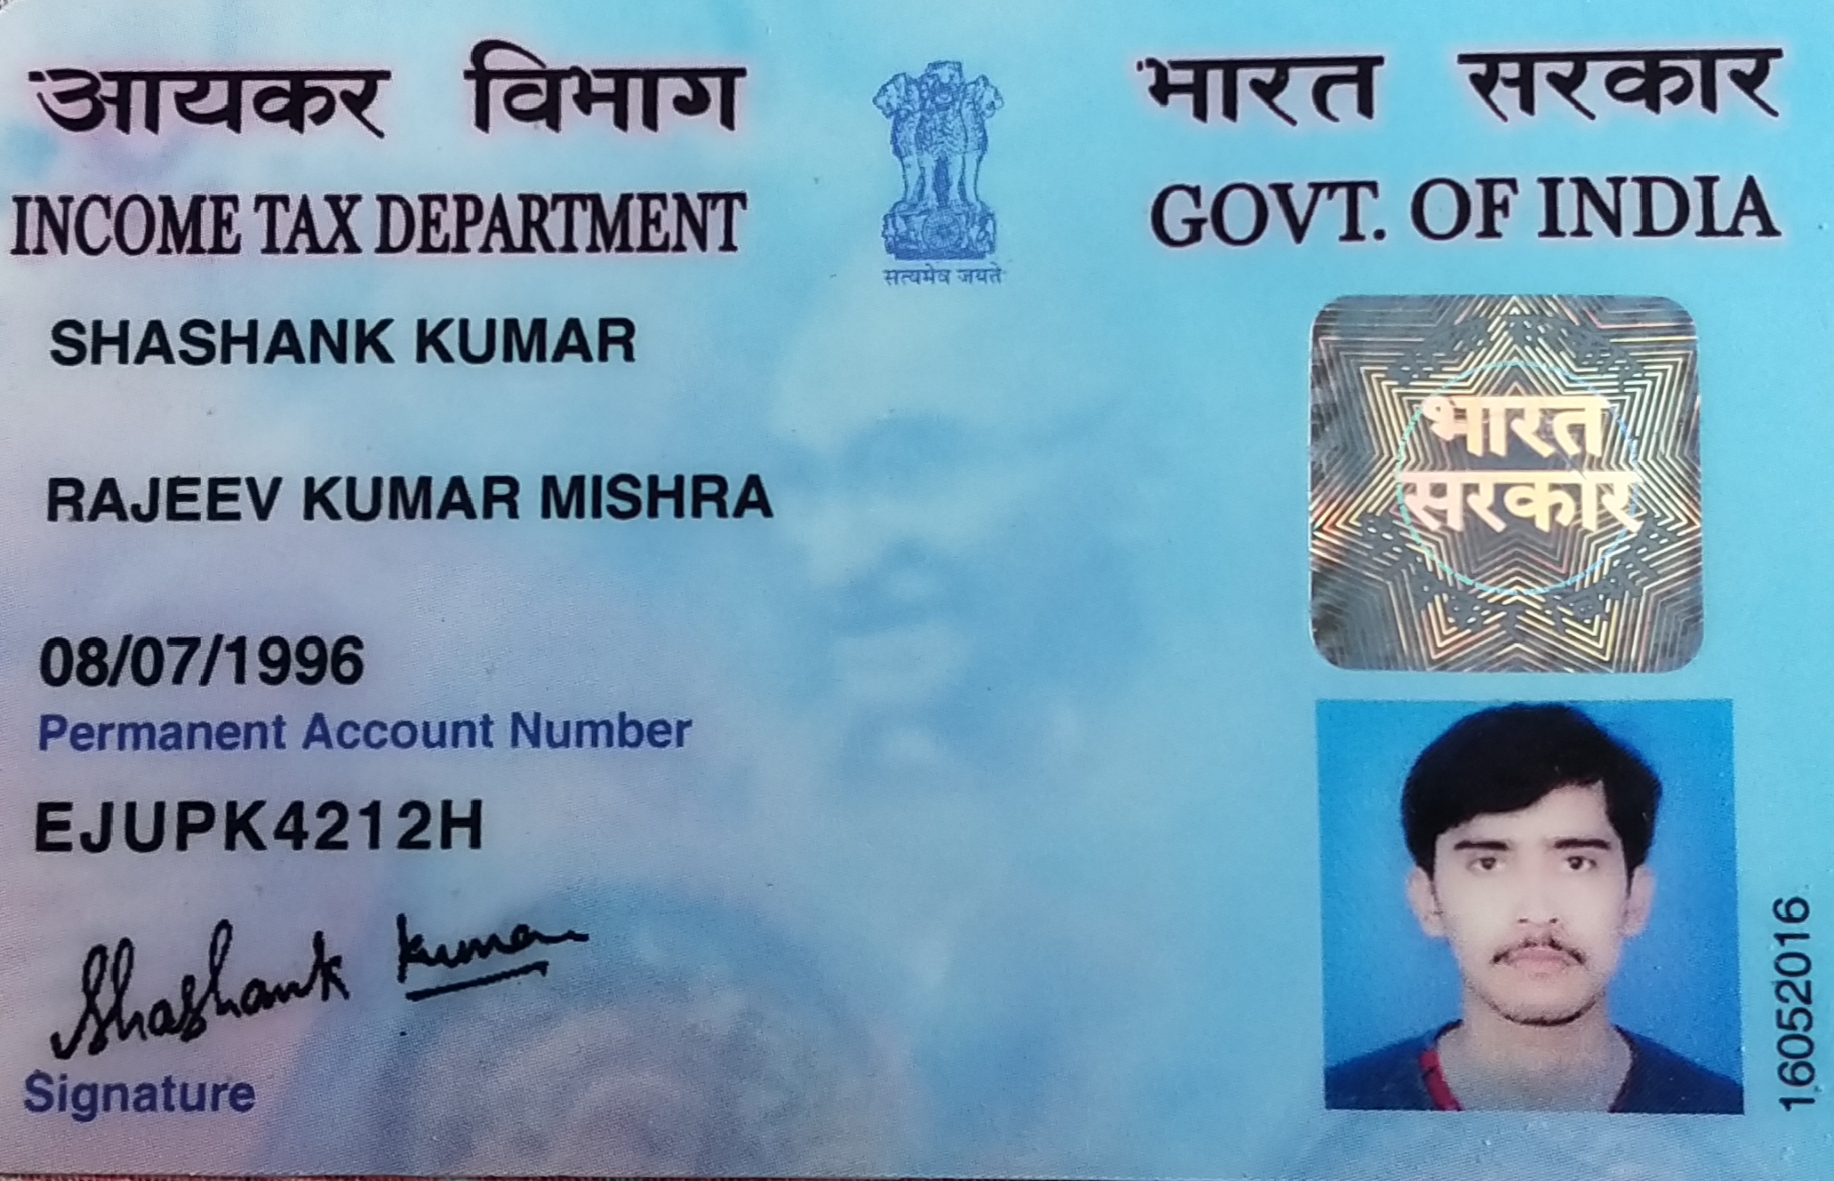 आयकर विभाग
INCOME TAX DEPARTMENT
सत्यमेव जयते
भारत सरकार
GOVT. OF INDIA
SHASHANK KUMAR
RAJEEV KUMAR MISHRA
08/07/1996
Permanent Account Number
EJUPK4212H
Shashank Kumar
Signature
भारत
सरकार
16052016